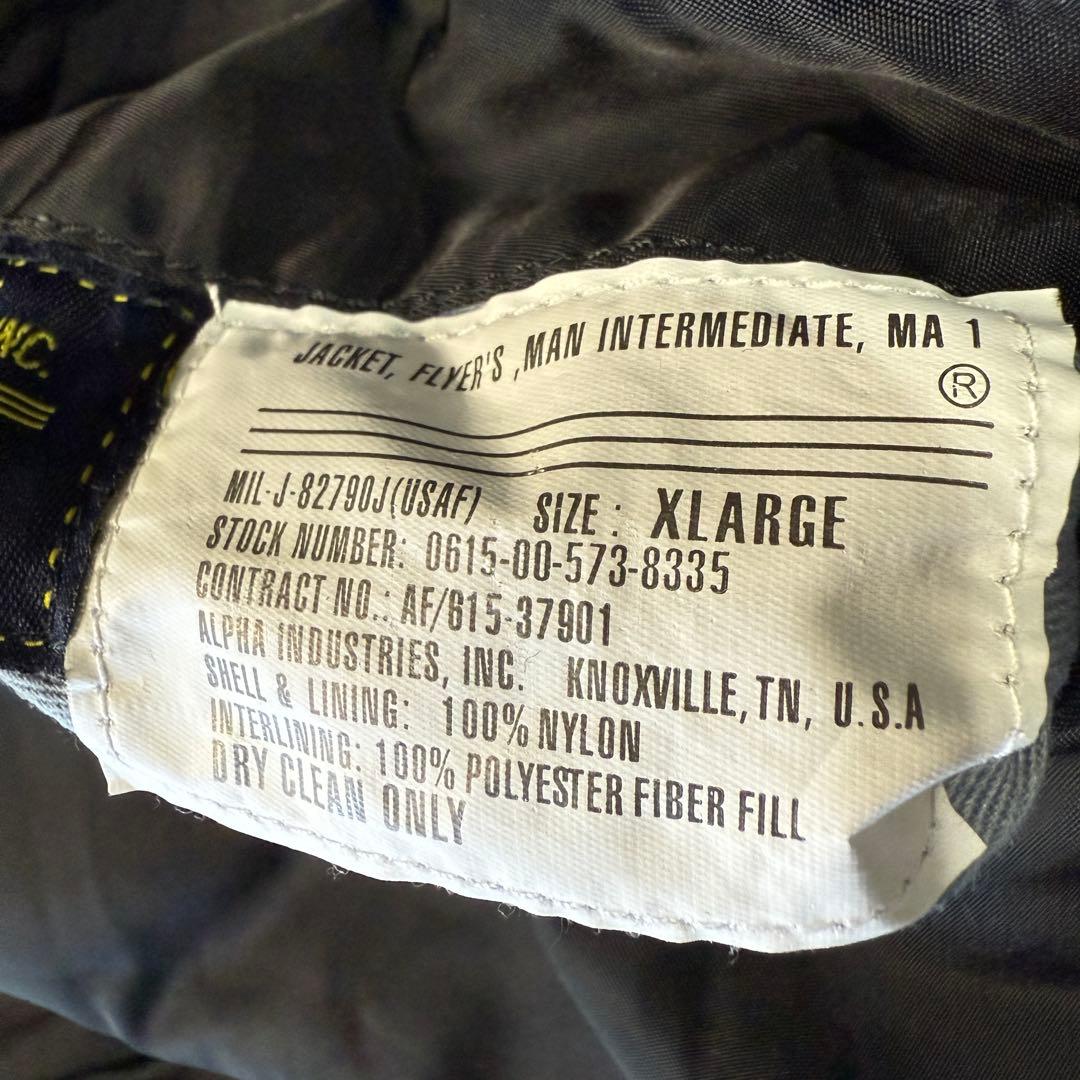 NC.
JACKET, FLYER'S ,MAN INTERMEDIATE, MA 1
®
MIL-J-82790J(USAF) SIZE: XLARGE
STOCK NUMBER: 0615-00-573-8335
CONTRACT NO.: AF/615-37901
ALPHA INDUSTRIES, INC. KNOXVILLE, TN, U.S.A
SHELL & LINING: 100% NYLON
INTERLINING: 100% POLYESTER FIBER FILL
DRY CLEAN ONLY